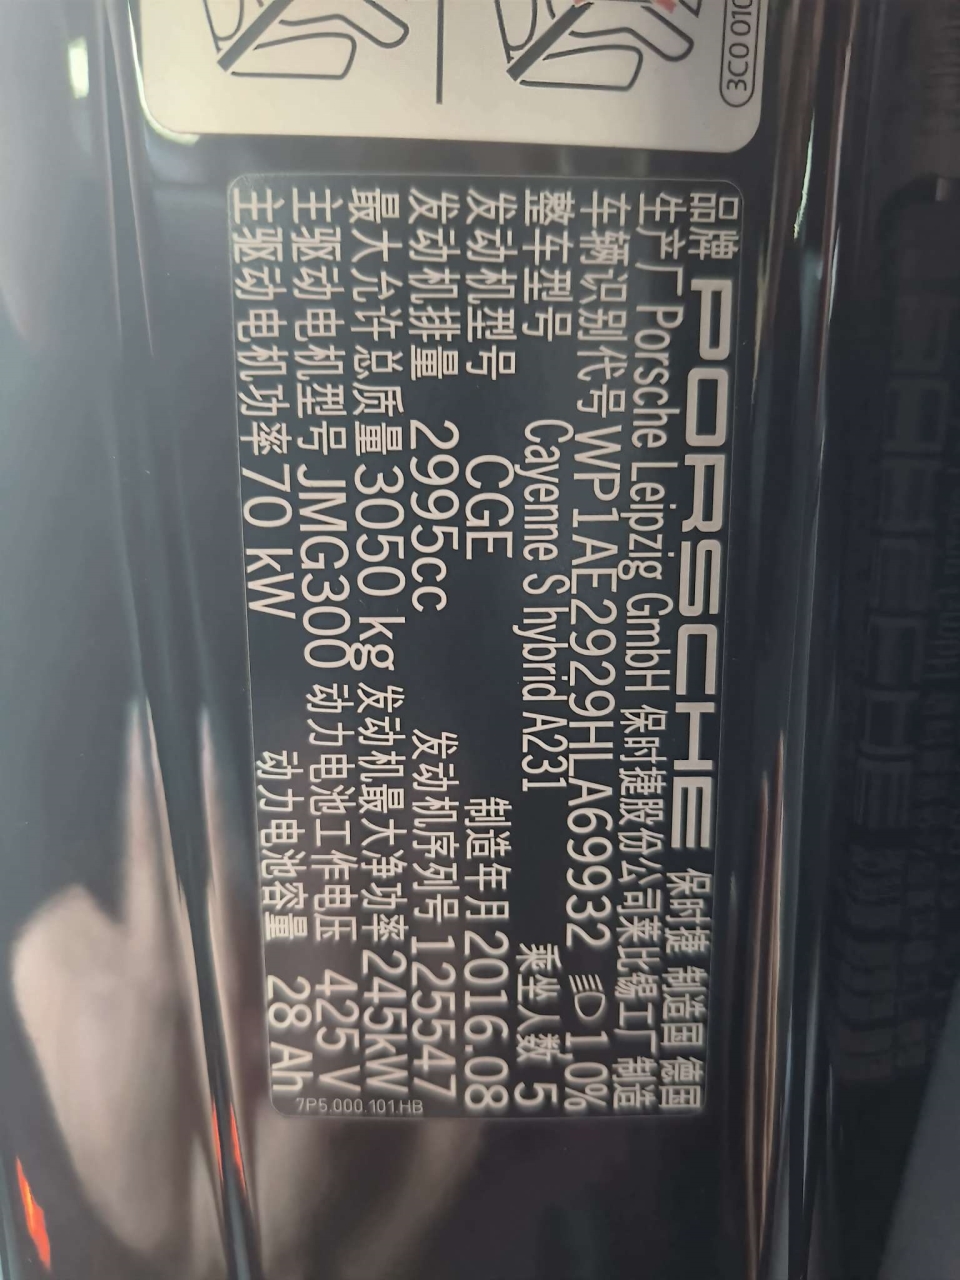 3C0 010
品牌 PORSCHE 保时捷 制造国 德国
生产厂 Porsche Leipzig GmbH 保时捷股份公司莱比锡工厂 制造
车辆识别代号 WP1AE2929HLA69932 1.0%
整车型号 Cayenne S hybrid A231 乘坐人数 5
发动机型号 CGE 制造年月 2016.08
发动机排量 2995cc 发动机序列号 125547
最大允许总质量 3050 kg 发动机最大净功率 245kW
主驱动电机型号 JMG300 动力电池工作电压 425 V
主驱动电机功率 70 kW 动力电池容量 28 Ah
7P5.000.101.HB